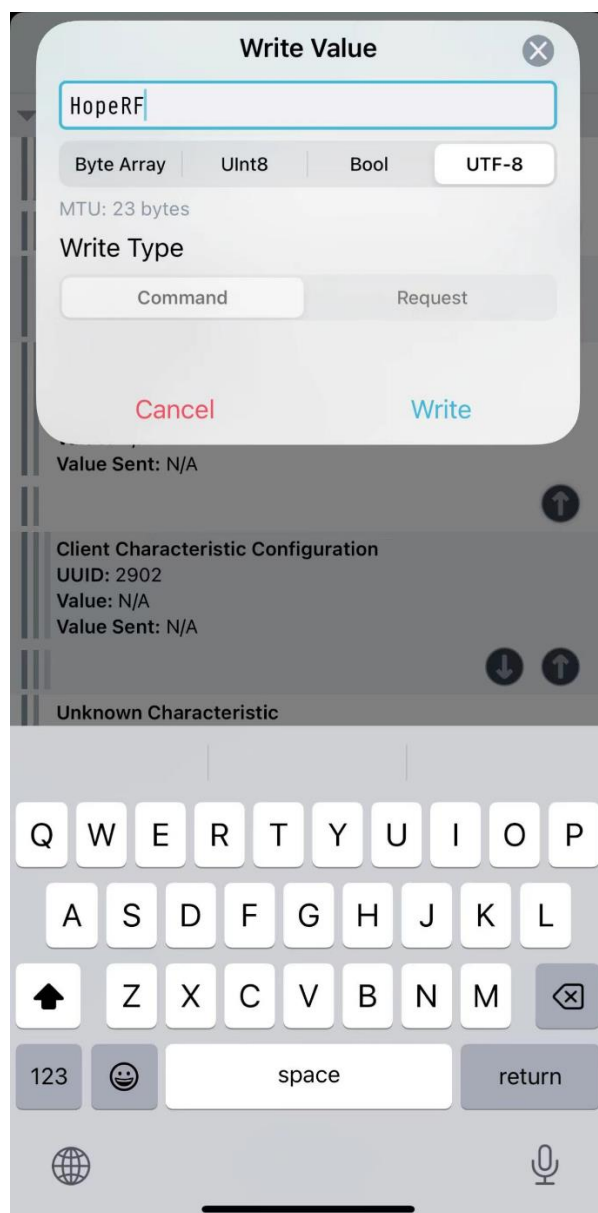 Write Value
HopeRF
Byte Array UInt8 Bool UTF-8
MTU: 23 bytes
Write Type
Command Request
Cancel Write
Value Sent: N/A
Client Characteristic Configuration
UUID: 2902
Value: N/A
Value Sent: N/A
Unknown Characteristic
Q W E R T Y U I O P
A S D F G H J K L
Z X C V B N M
123 space return